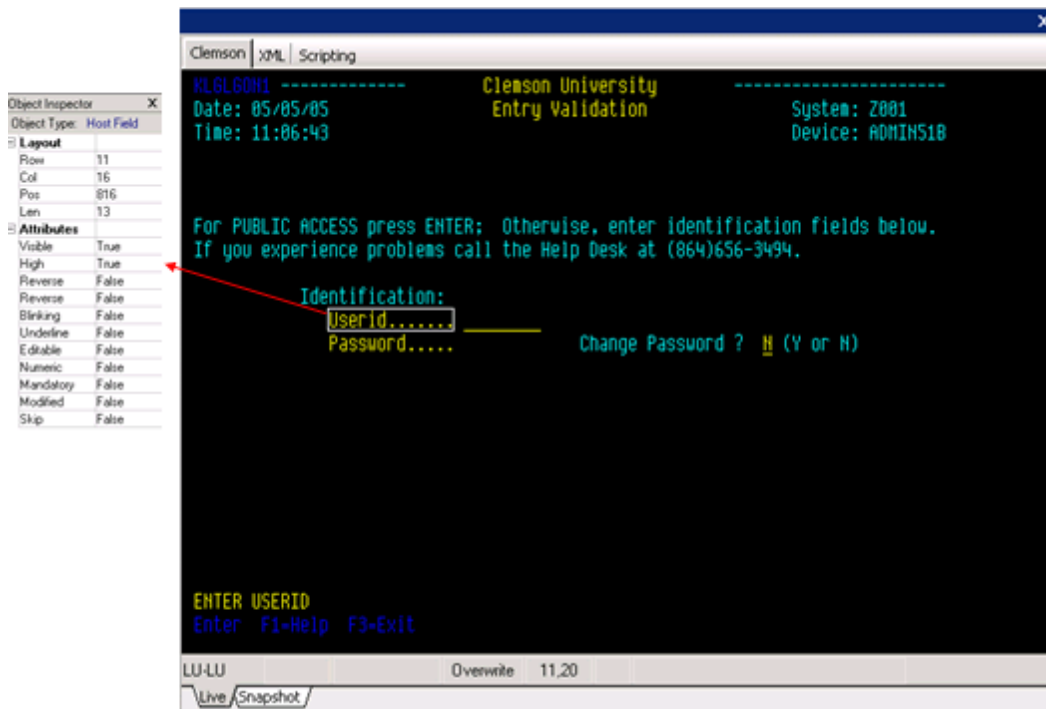 Clemson XML Scripting
KLGLGON1 ------------- Clemson University ----------------------
Date: 05/05/05 Entry Validation System: Z001
Time: 11:06:43 Device: ADMIN51B
For PUBLIC ACCESS press ENTER: Otherwise, enter identification fields below.
If you experience problems call the Help Desk at (864)656-3494.
Identification:
Userid....... ________
Password..... Change Password ? N (Y or N)
ENTER USERID
Enter F1=Help F3=Exit
LU-LU Overwrite 11,20
Live Snapshot
Object Inspector X
Object Type: Host Field
Layout
Row 11
Col 16
Pos 816
Len 13
Attributes
Visible True
High True
Reverse False
Reverse False
Blinking False
Underline False
Editable False
Numeric False
Mandatory False
Modified False
Skip False